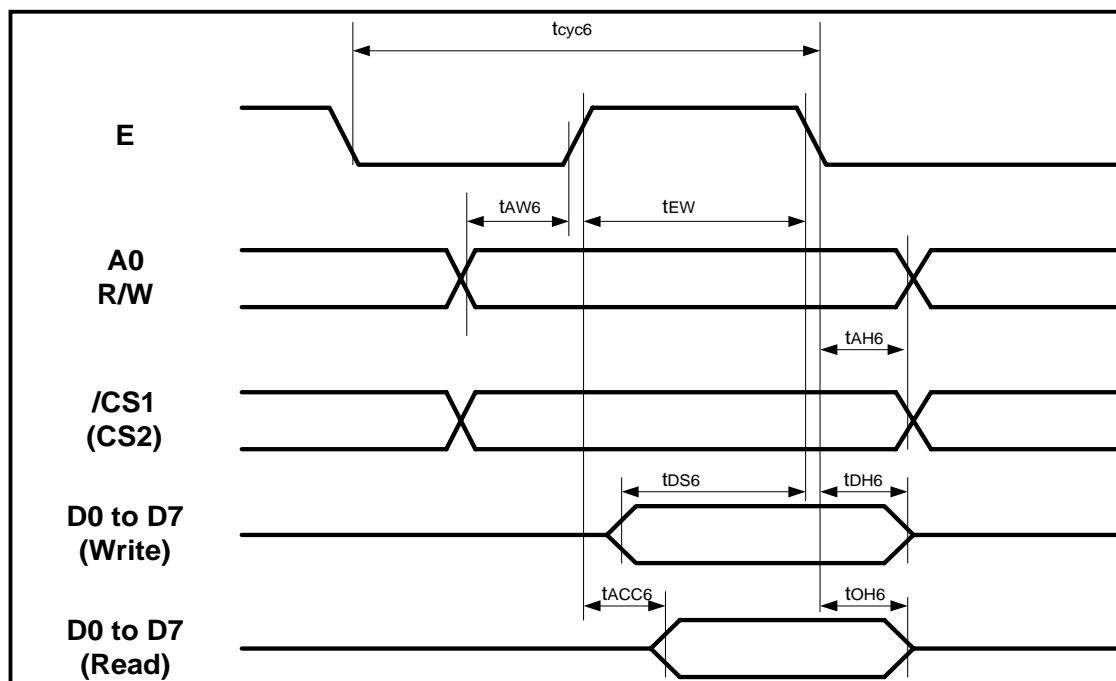 tcyc6
E
tAW6
tEW
A0
R/W
tAH6
/CS1
(CS2)
tDS6
tDH6
D0 to D7
(Write)
tACC6
tOH6
D0 to D7
(Read)